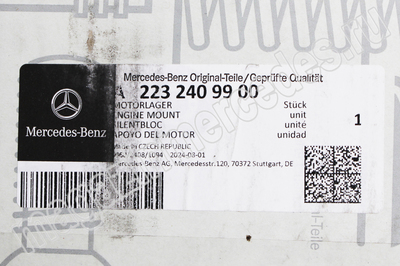 Mercedes-Benz Original-Teile/Geprüfte Qualität
A 223 240 99 00
MOTORLAGER Stück
ENGINE MOUNT unit
SILENTBLOC unité 1
APOYO DEL MOTOR unidad
Mercedes-Benz
Made in CZECH REPUBLIC
2024-08-01
Mercedes-Benz AG, Mercedesstr.120, 70372 Stuttgart, DE